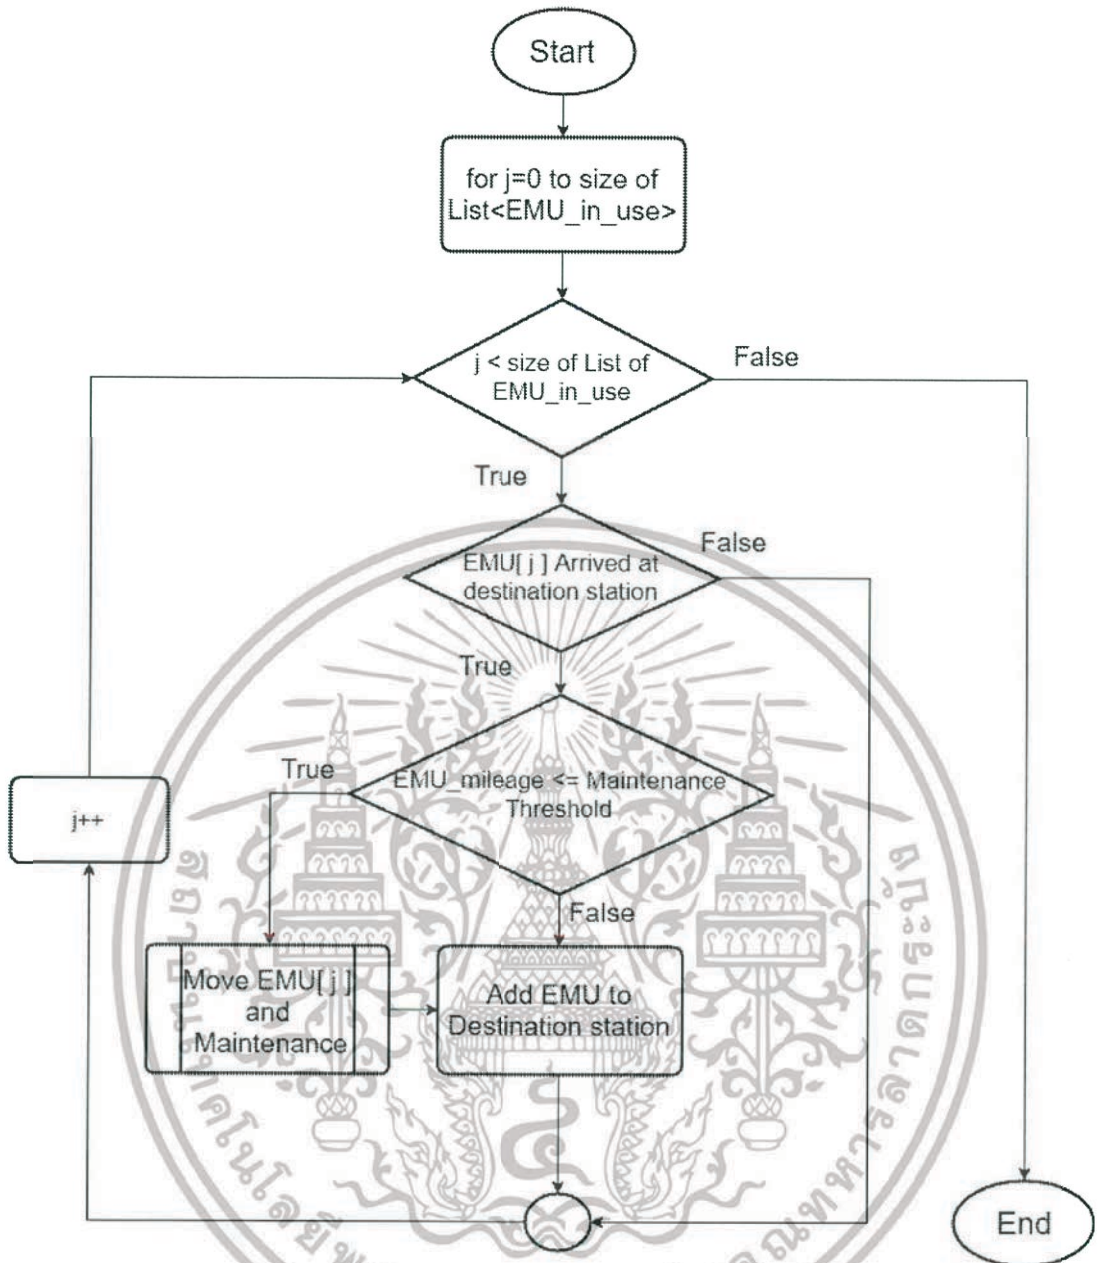 Start
for j=0 to size of
List<EMU_in_use>
j < size of List of
EMU_in_use
False
True
EMU[ j ] Arrived at
destination station
False
True
EMU_mileage <= Maintenance
Threshold
True
False
j++
Move EMU[ j ]
and
Maintenance
Add EMU to
Destination station
End